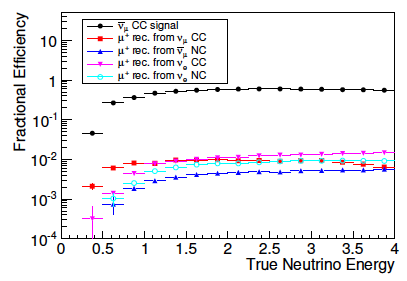 Fractional Efficiency
10
1
10⁻¹
10⁻²
10⁻³
10⁻⁴
ν̅μ CC signal
μ⁺ rec. from νμ CC
μ⁺ rec. from ν̅μ NC
μ⁺ rec. from νe CC
μ⁺ rec. from νe NC
0 0.5 1 1.5 2 2.5 3 3.5 4
True Neutrino Energy